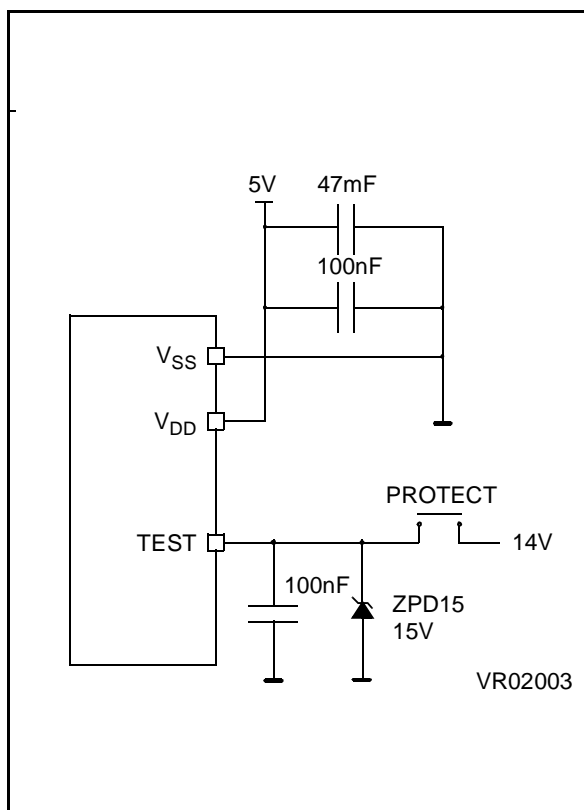 5V 47mF
100nF
VSS
VDD
PROTECT
TEST 14V
100nF ZPD15
15V
VR02003